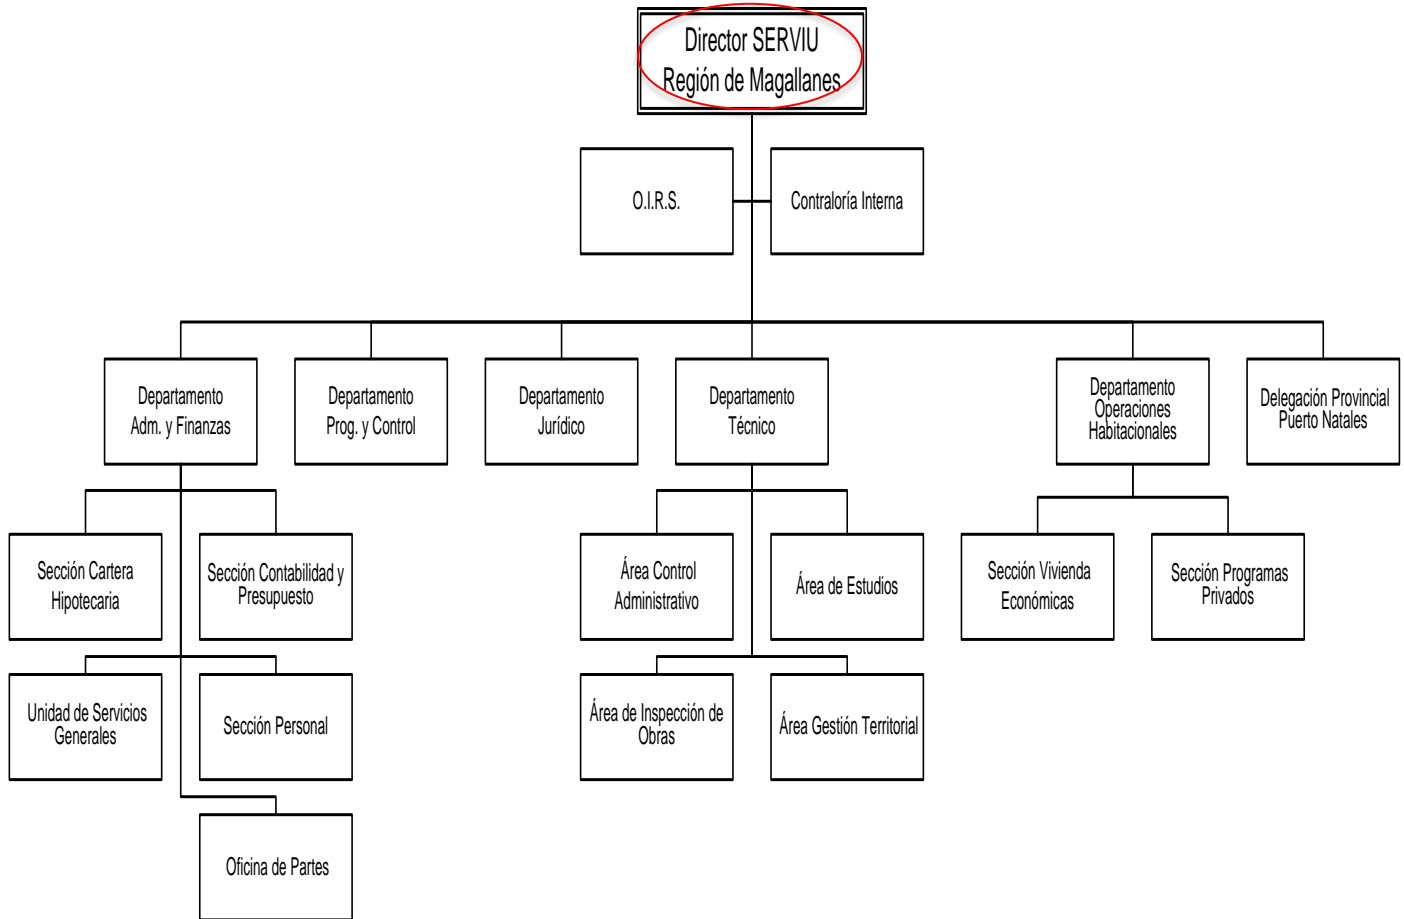 Director SERVIU
Región de Magallanes
O.I.R.S.
Contraloría Interna
Departamento
Adm. y Finanzas
Departamento
Prog. y Control
Departamento
Jurídico
Departamento
Técnico
Departamento
Operaciones
Habitacionales
Delegación Provincial
Puerto Natales
Sección Cartera
Hipotecaria
Sección Contabilidad y
Presupuesto
Área Control
Administrativo
Área de Estudios
Sección Vivienda
Económicas
Sección Programas
Privados
Unidad de Servicios
Generales
Sección Personal
Área de Inspección de
Obras
Área Gestión Territorial
Oficina de Partes